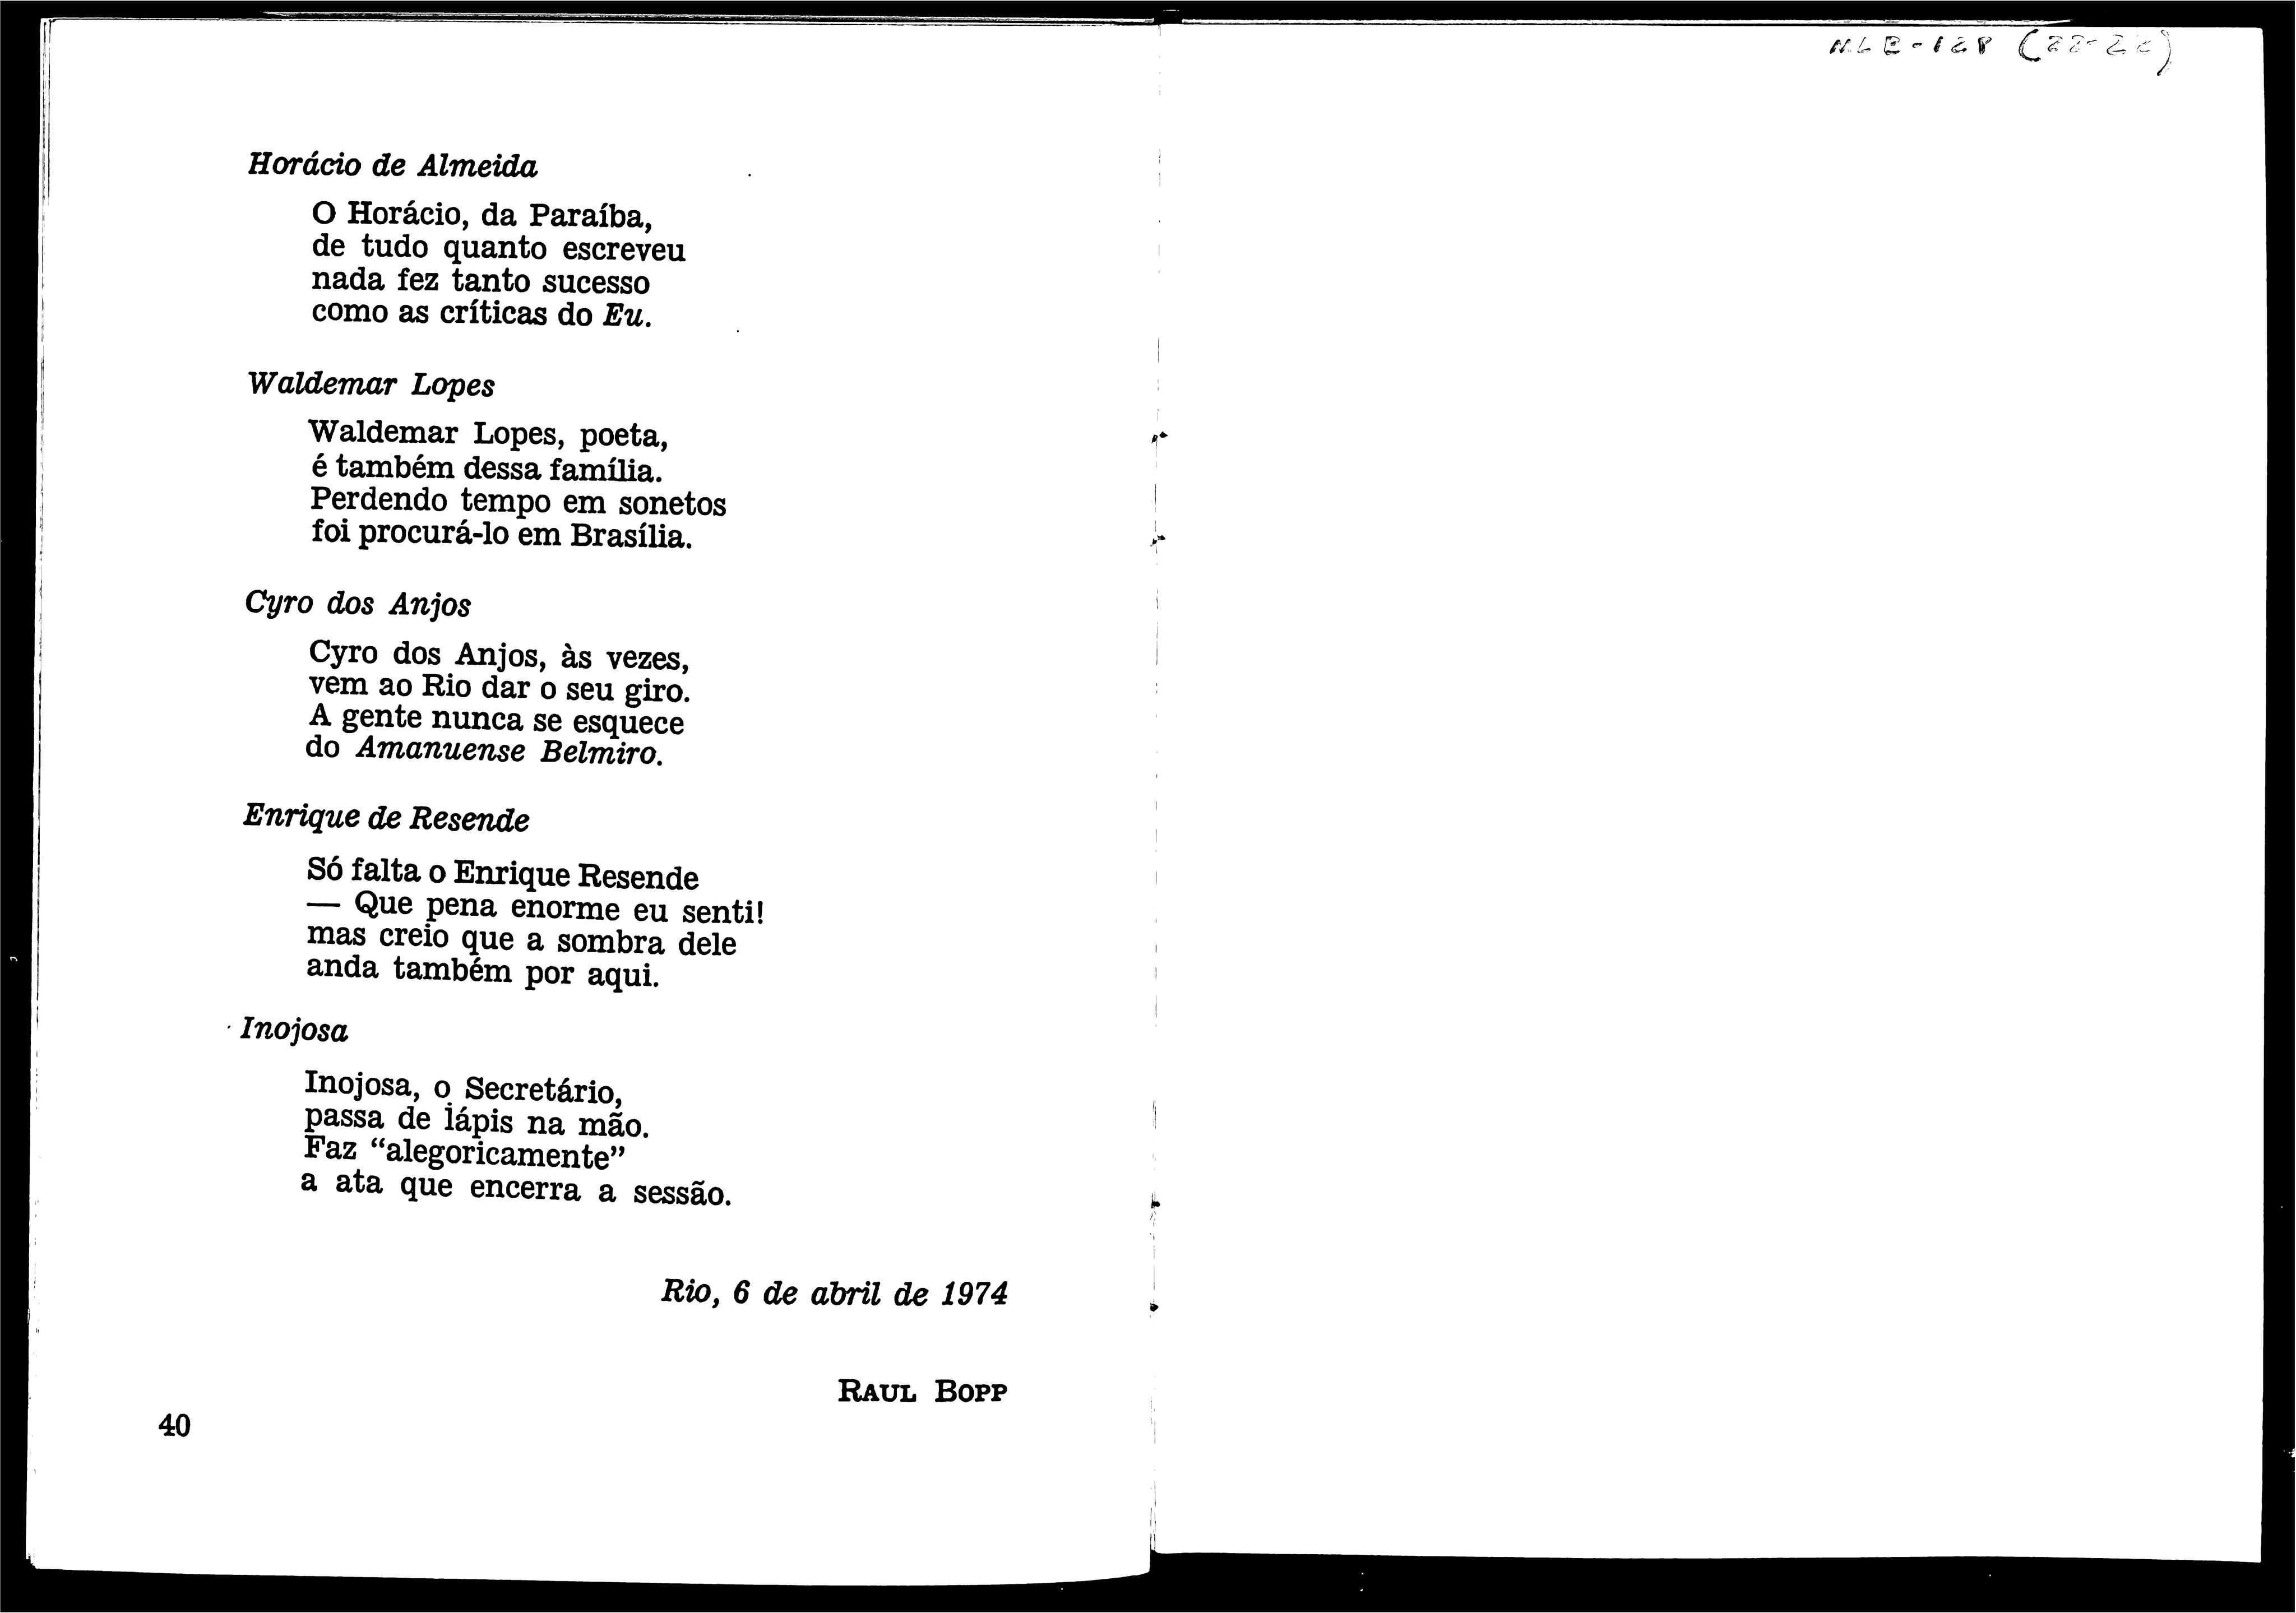 Horácio de Almeida
O Horácio, da Paraíba,
de tudo quanto escreveu
nada fez tanto sucesso
como as críticas do Eu.
Waldemar Lopes
Waldemar Lopes, poeta,
é também dessa família.
Perdendo tempo em sonetos
foi procurá-lo em Brasília.
Cyro dos Anjos
Cyro dos Anjos, às vezes,
vem ao Rio dar o seu giro.
A gente nunca se esquece
do Amanuense Belmiro.
Enrique de Resende
Só falta o Enrique Resende
— Que pena enorme eu senti!
mas creio que a sombra dele
anda também por aqui.
Inojosa
Inojosa, o Secretário,
passa de lápis na mão.
Faz “alegoricamente”
a ata que encerra a sessão.
Rio, 6 de abril de 1974
RAUL BOPP
40